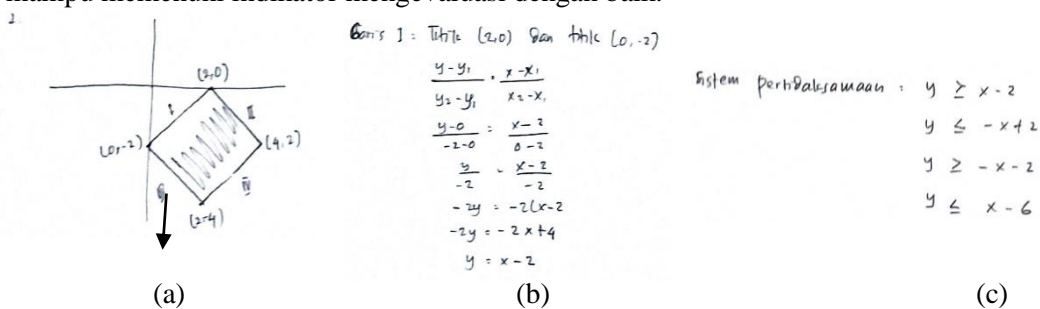 mampu memenuhi indikator mengevaluasi dengan baik.
2.
(2,0)
I
II
(0,-2)
(4,2)
IV
(2,-4)
(a)
Garis I : Titik (2,0) dan titik (0,-2)
y-y₁ / y₂-y₁ = x-x₁ / x₂-x₁
y-0 / -2-0 = x-2 / 0-2
y / -2 = x-2 / -2
-2y = -2(x-2
-2y = -2x+4
y = x-2
(b)
Sistem pertidaksamaan : y ≥ x-2
y ≤ -x+2
y ≥ -x-2
y ≤ x-6
(c)